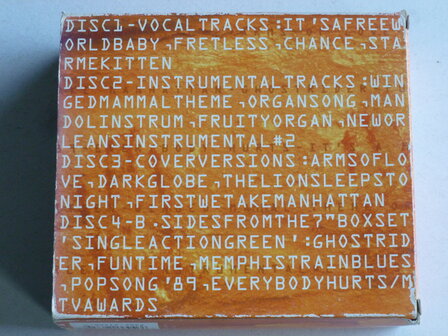 DISC1-VOCALTRACKS:IT'SAFREEW
ORLDBABY,FRETLESS,CHANCE,STA
RMEKITTEN
DISC2-INSTRUMENTALTRACKS:WIN
GEDMAMMALTHEME,ORGANSONG,MAN
DOLINSTRUM,FRUITYORGAN,NEWOR
LEANSINSTRUMENTAL#2
DISC3-COVERVERSIONS:ARMSOFLO
VE,DARKGLOBE,THELIONSLEEPSTO
NIGHT,FIRSTWETAKEMANHATTAN
DISC4-B.SIDESFROMTHE7"BOXSET
'SINGLEACTIONGREEN':GHOSTRID
ER,FUNTIME,MEMPHISTRAINBLUES
,POPSONG'89,EVERYBODYHURTS/M
TVAWARDS